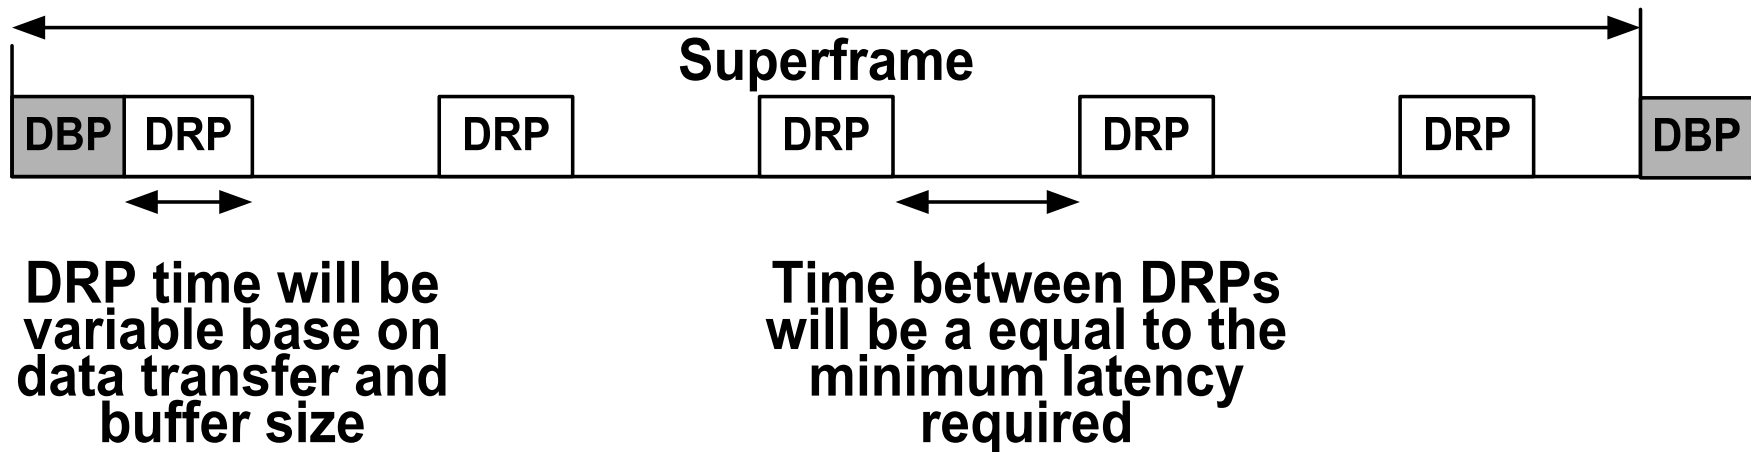 Superframe
DBP DRP DRP DRP DRP DRP DBP
DRP time will be
variable base on
data transfer and
buffer size
Time between DRPs
will be a equal to the
minimum latency
required